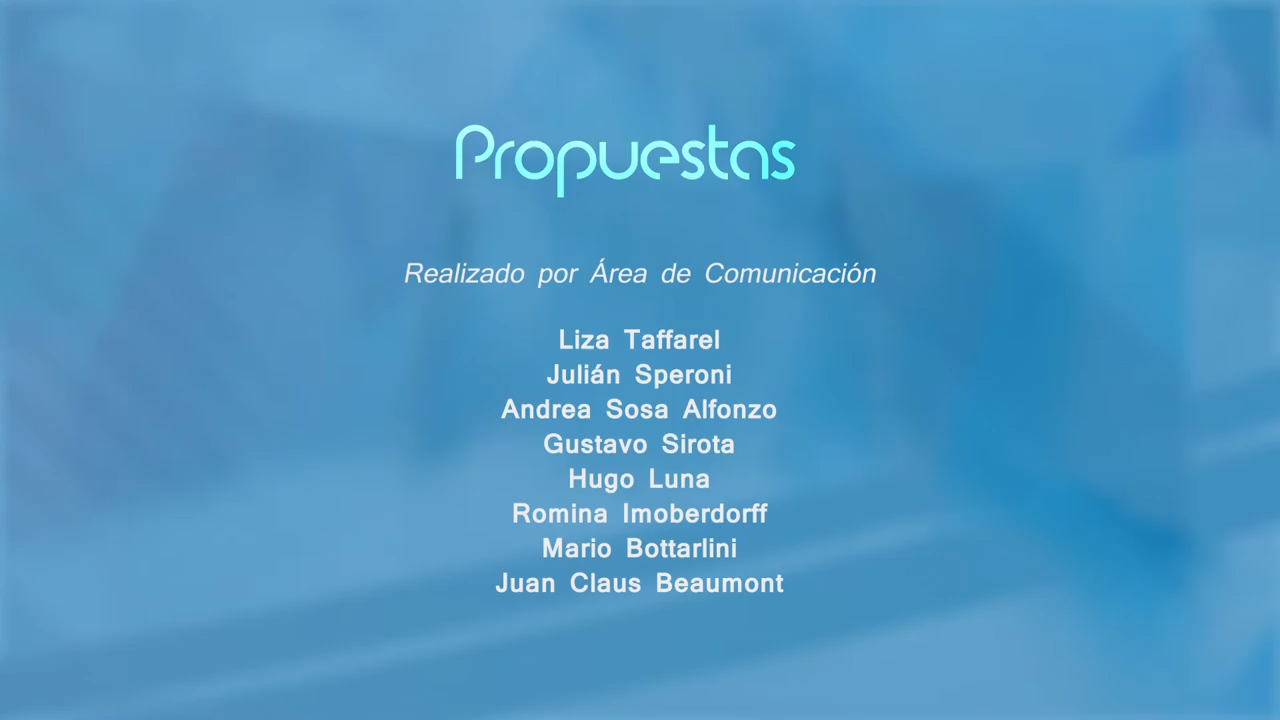 Propuestas
Realizado por Área de Comunicación
Liza Taffarel
Julián Speroni
Andrea Sosa Alfonzo
Gustavo Sirota
Hugo Luna
Romina Imoberdorff
Mario Bottarlini
Juan Claus Beaumont